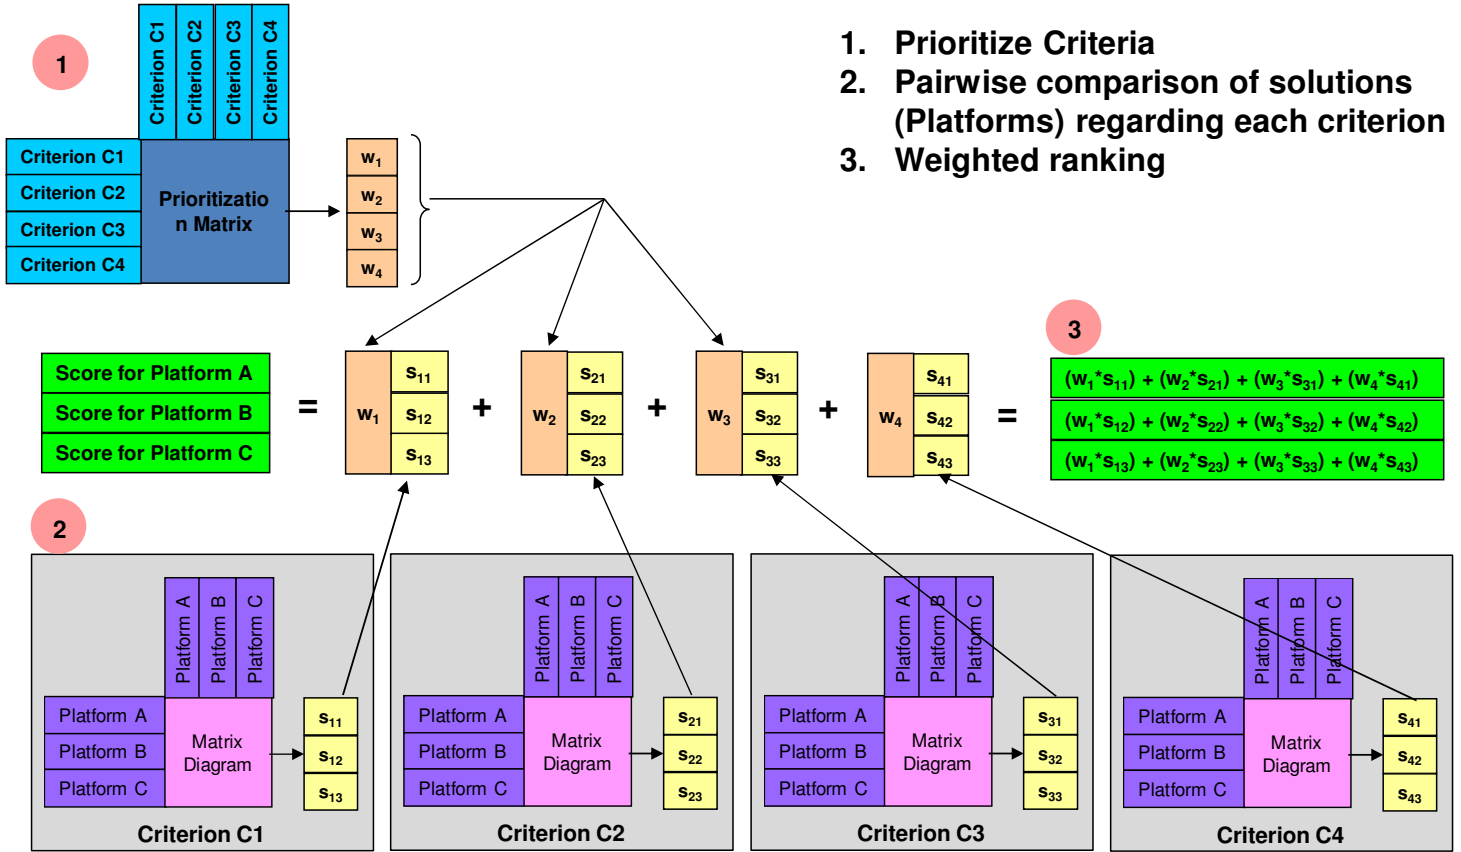 1
Criterion C1
Criterion C2
Criterion C3
Criterion C4
1. Prioritize Criteria
2. Pairwise comparison of solutions
(Platforms) regarding each criterion
3. Weighted ranking
Criterion C1
Criterion C2
Criterion C3
Criterion C4
Prioritizatio
n Matrix
w1
w2
w3
w4
3
Score for Platform A
Score for Platform B
Score for Platform C
=
w1
s11
s12
s13
+
w2
s21
s22
s23
+
w3
s31
s32
s33
+
w4
s41
s42
s43
=
(w1*s11) + (w2*s21) + (w3*s31) + (w4*s41)
(w1*s12) + (w2*s22) + (w3*s32) + (w4*s42)
(w1*s13) + (w2*s23) + (w3*s33) + (w4*s43)
2
Platform A
Platform B
Platform C
Platform A
Platform B
Platform C
Matrix
Diagram
s11
s12
s13
Criterion C1
Platform A
Platform B
Platform C
Platform A
Platform B
Platform C
Matrix
Diagram
s21
s22
s23
Criterion C2
Platform A
Platform B
Platform C
Platform A
Platform B
Platform C
Matrix
Diagram
s31
s32
s33
Criterion C3
Platform A
Platform B
Platform C
Platform A
Platform B
Platform C
Matrix
Diagram
s41
s42
s43
Criterion C4